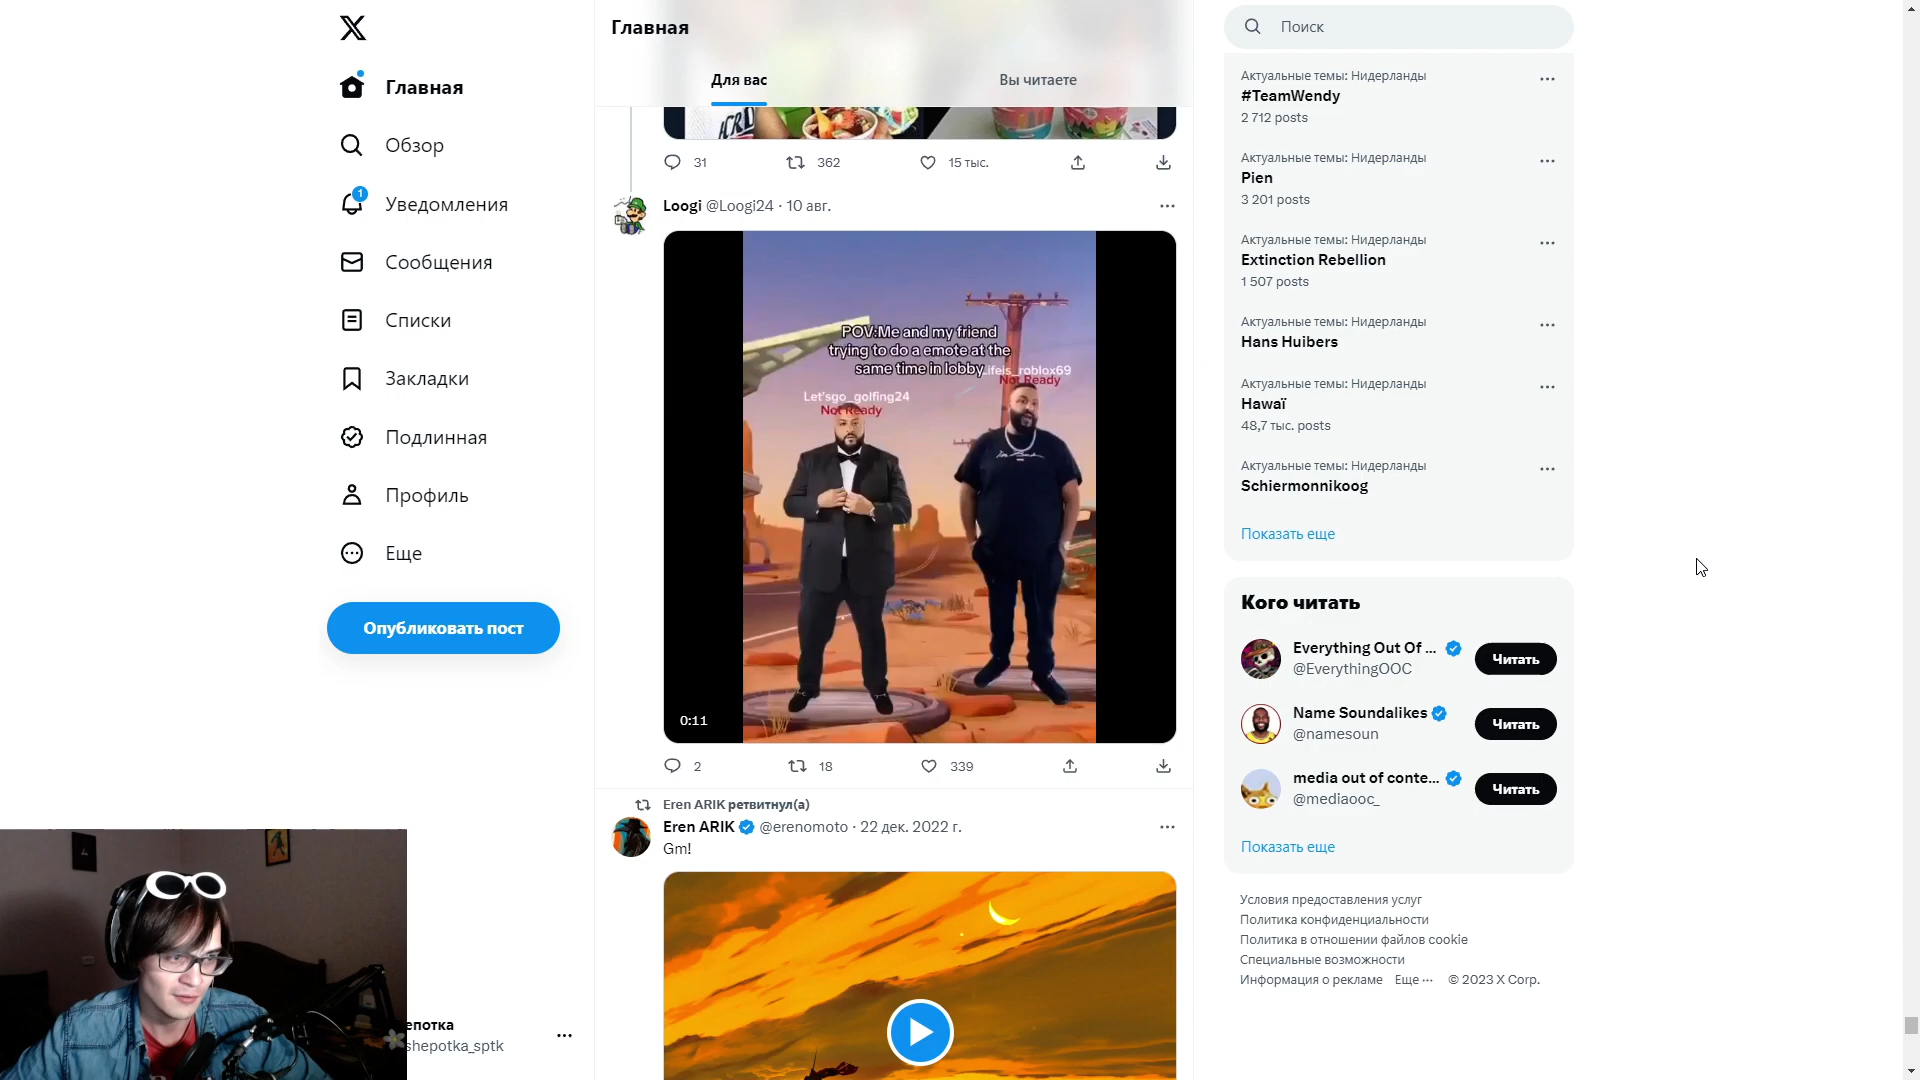 Главная
Обзор
1
Уведомления
Сообщения
Списки
Закладки
Подлинная
Профиль
Еще
Опубликовать пост
епотка
shepotka_sptk
Главная
Для вас
Вы читаете
31
362
15 тыс.
Loogi @Loogi24 · 10 авг.
POV:Me and my friend
trying to do a emote at the
same time in lobby
Lifeis_roblox69
Not Ready
Let'sgo_golfing24
Not Ready
0:11
2
18
339
Eren ARIK ретвитнул(а)
Eren ARIK @erenomoto · 22 дек. 2022 г.
Gm!
Поиск
Актуальные темы: Нидерланды
#TeamWendy
2 712 posts
Актуальные темы: Нидерланды
Pien
3 201 posts
Актуальные темы: Нидерланды
Extinction Rebellion
1 507 posts
Актуальные темы: Нидерланды
Hans Huibers
Актуальные темы: Нидерланды
Hawaï
48,7 тыс. posts
Актуальные темы: Нидерланды
Schiermonnikoog
Показать еще
Кого читать
Everything Out Of ...
@EverythingOOC
Читать
Name Soundalikes
@namesoun
Читать
media out of conte...
@mediaooc_
Читать
Показать еще
Условия предоставления услуг
Политика конфиденциальности
Политика в отношении файлов cookie
Специальные возможности
Информация о рекламе Еще ··· © 2023 X Corp.